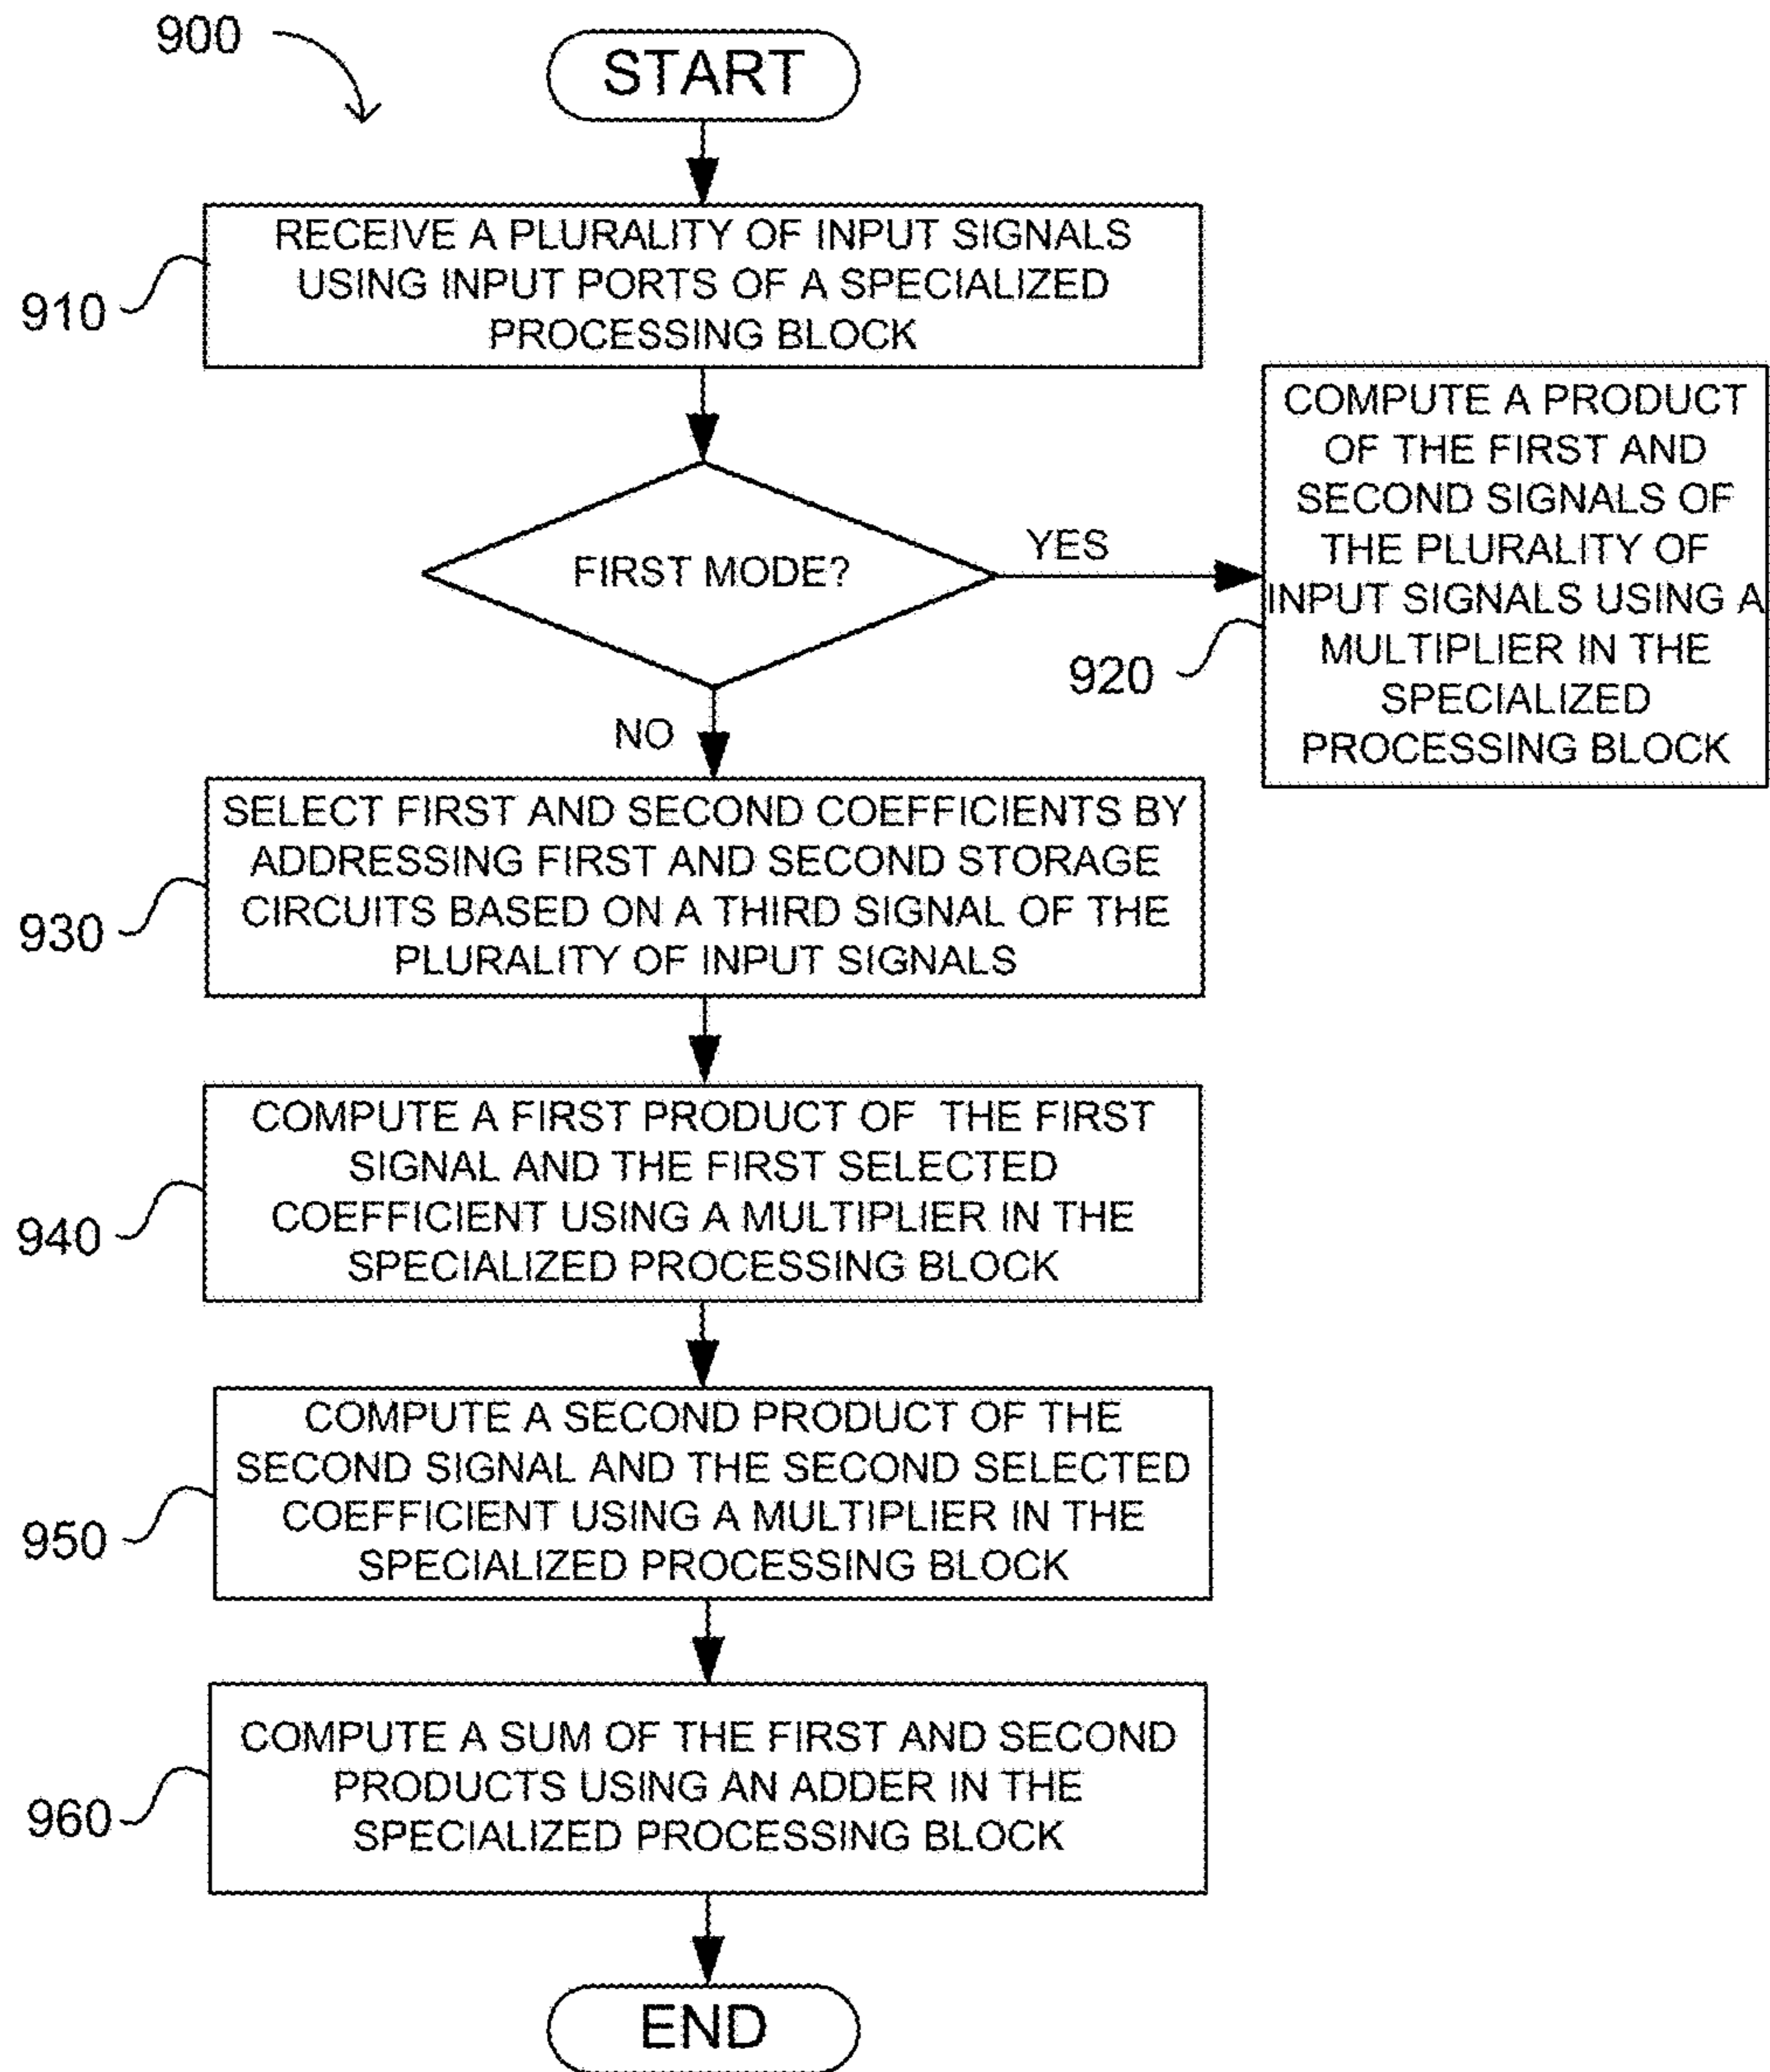 900
START
RECEIVE A PLURALITY OF INPUT SIGNALS
USING INPUT PORTS OF A SPECIALIZED
PROCESSING BLOCK
910
FIRST MODE?
YES
COMPUTE A PRODUCT
OF THE FIRST AND
SECOND SIGNALS OF
THE PLURALITY OF
INPUT SIGNALS USING A
MULTIPLIER IN THE
SPECIALIZED
PROCESSING BLOCK
920
NO
SELECT FIRST AND SECOND COEFFICIENTS BY
ADDRESSING FIRST AND SECOND STORAGE
CIRCUITS BASED ON A THIRD SIGNAL OF THE
PLURALITY OF INPUT SIGNALS
930
COMPUTE A FIRST PRODUCT OF THE FIRST
SIGNAL AND THE FIRST SELECTED
COEFFICIENT USING A MULTIPLIER IN THE
SPECIALIZED PROCESSING BLOCK
940
COMPUTE A SECOND PRODUCT OF THE
SECOND SIGNAL AND THE SECOND SELECTED
COEFFICIENT USING A MULTIPLIER IN THE
SPECIALIZED PROCESSING BLOCK
950
COMPUTE A SUM OF THE FIRST AND SECOND
PRODUCTS USING AN ADDER IN THE
SPECIALIZED PROCESSING BLOCK
960
END